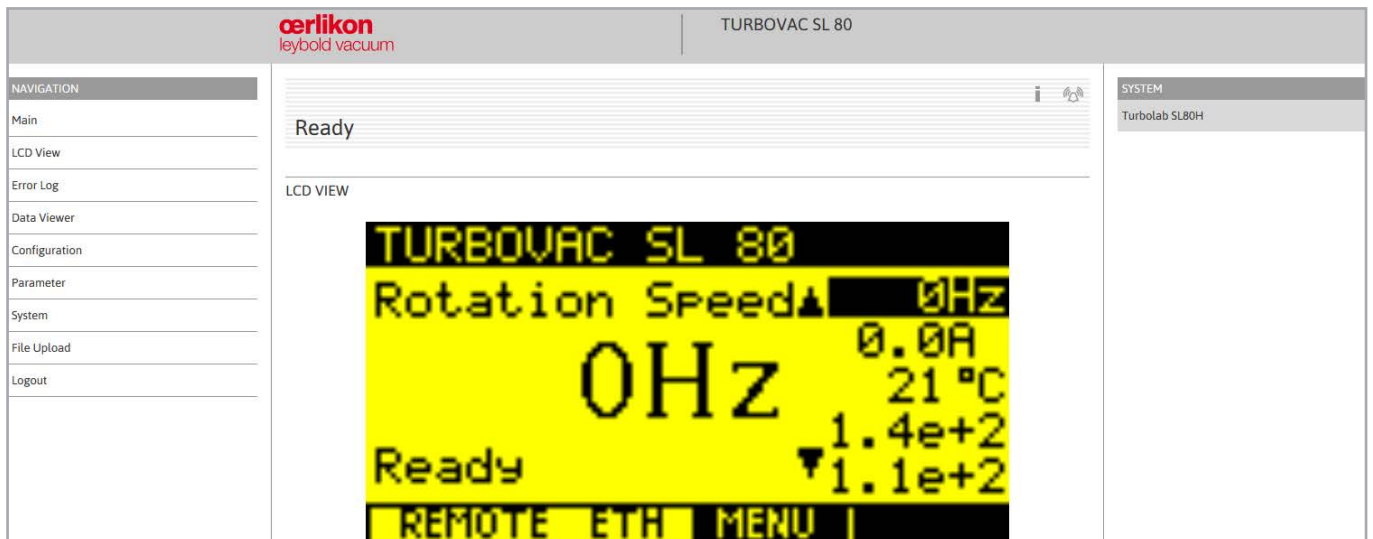 œrlikon
leybold vacuum
TURBOVAC SL 80
NAVIGATION
Main
LCD View
Error Log
Data Viewer
Configuration
Parameter
System
File Upload
Logout
i
Ready
LCD VIEW
TURBOVAC SL 80
Rotation Speed▲ 0Hz
0.0A
0Hz
21°C
1.4e+2
Ready ▼1.1e+2
REMOTE ETH MENU |
SYSTEM
Turbolab SL80H